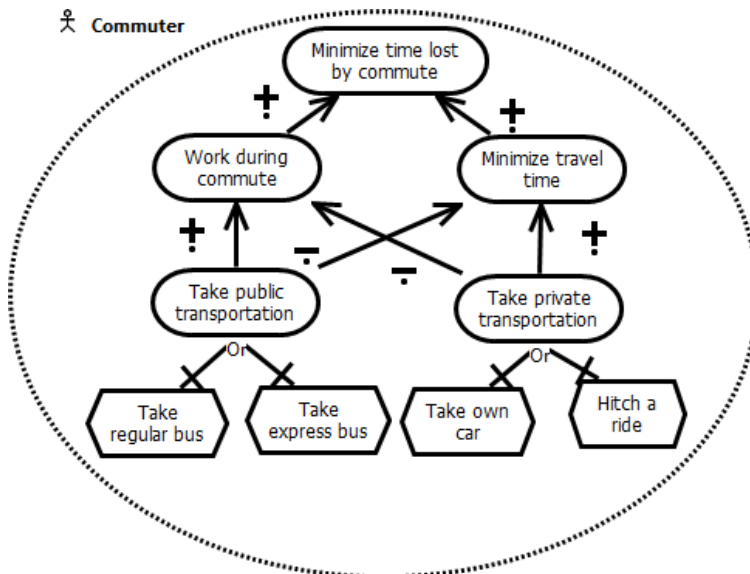 Commuter
Minimize time lost
by commute
+
+
Work during
commute
Minimize travel
time
+
-
-
+
Take public
transportation
Take private
transportation
Or
Or
Take
regular bus
Take
express bus
Take own
car
Hitch a
ride